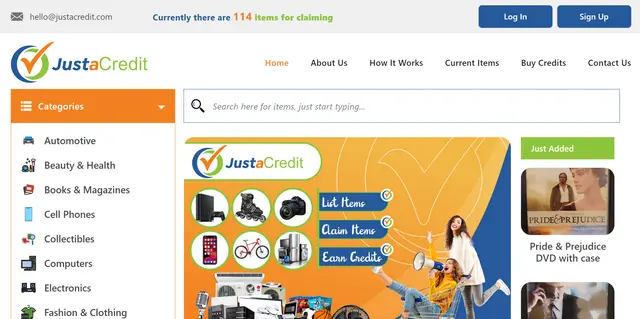 hello@justacredit.com
Currently there are 114 items for claiming
Log In
Sign Up
JustaCredit
Home
About Us
How It Works
Current Items
Buy Credits
Contact Us
Categories
Search here for items, just start typing...
Automotive
Beauty & Health
Books & Magazines
Cell Phones
Collectibles
Computers
Electronics
Fashion & Clothing
JustaCredit
List Items
Claim Items
Earn Credits
Just Added
PRIDE & PREJUDICE
Pride & Prejudice
DVD with case